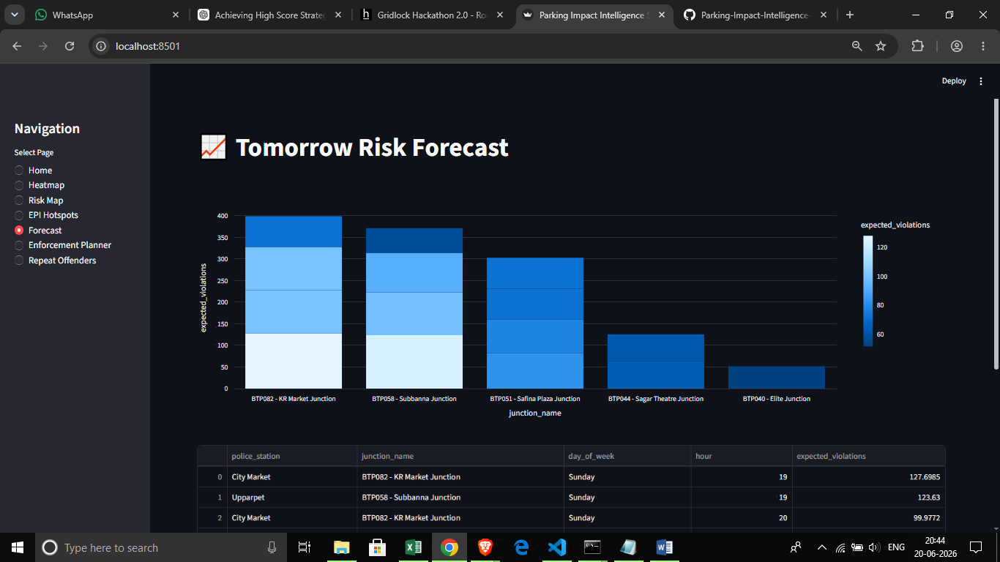 WhatsApp
Achieving High Score Strateg
Gridlock Hackathon 2.0 - Ro
Parking Impact Intelligence S
Parking-Impact-Intelligence-
localhost:8501
Deploy
Navigation
Select Page
Home
Heatmap
Risk Map
EPI Hotspots
Forecast
Enforcement Planner
Repeat Offenders
Tomorrow Risk Forecast
expected_violations
400
350
300
250
200
150
100
50
0
BTP082 - KR Market Junction
BTP058 - Subbanna Junction
BTP051 - Safina Plaza Junction
BTP044 - Sagar Theatre Junction
BTP040 - Elite Junction
junction_name
expected_violations
120
100
80
60
police_station junction_name day_of_week hour expected_violations
0 City Market BTP082 - KR Market Junction Sunday 19 127.6985
1 Upparpet BTP058 - Subbanna Junction Sunday 19 123.63
2 City Market BTP082 - KR Market Junction Sunday 20 99.9772
Type here to search
ENG
20:44
20-06-2026